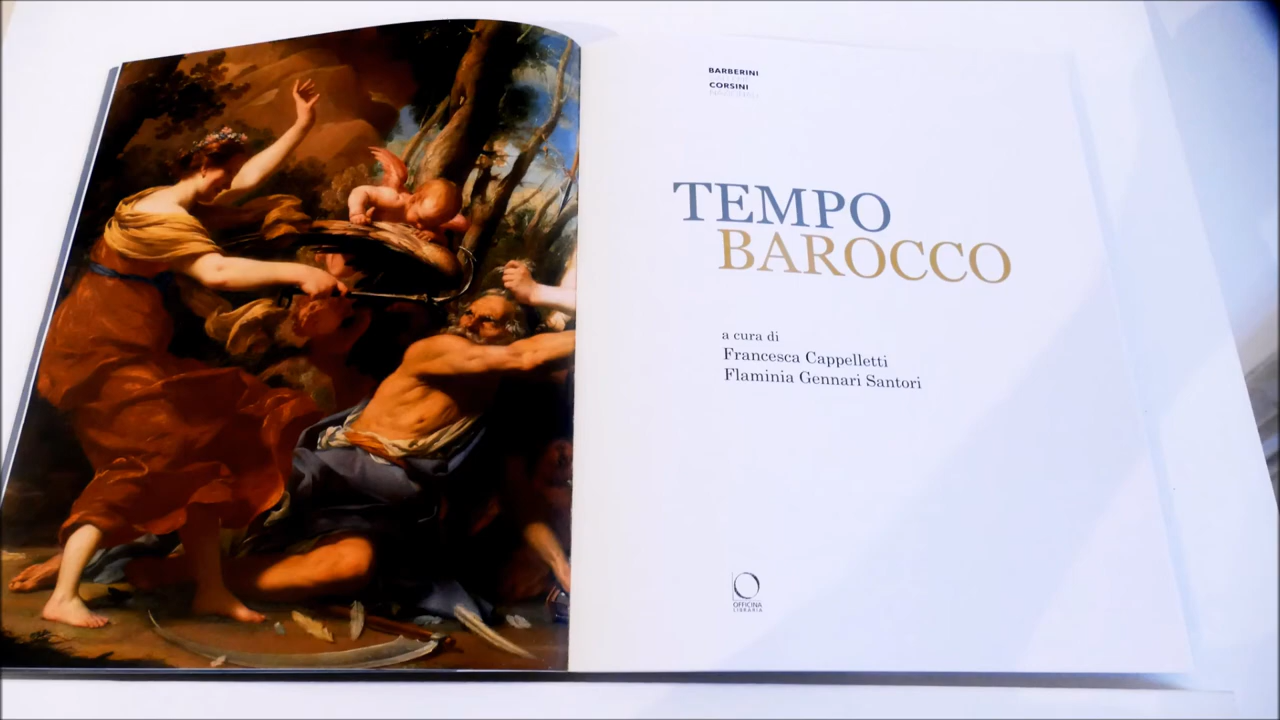 BARBERINI
CORSINI
TEMPO
BAROCCO
a cura di
Francesca Cappelletti
Flaminia Gennari Santori
OFFICINA
LIBRARIA